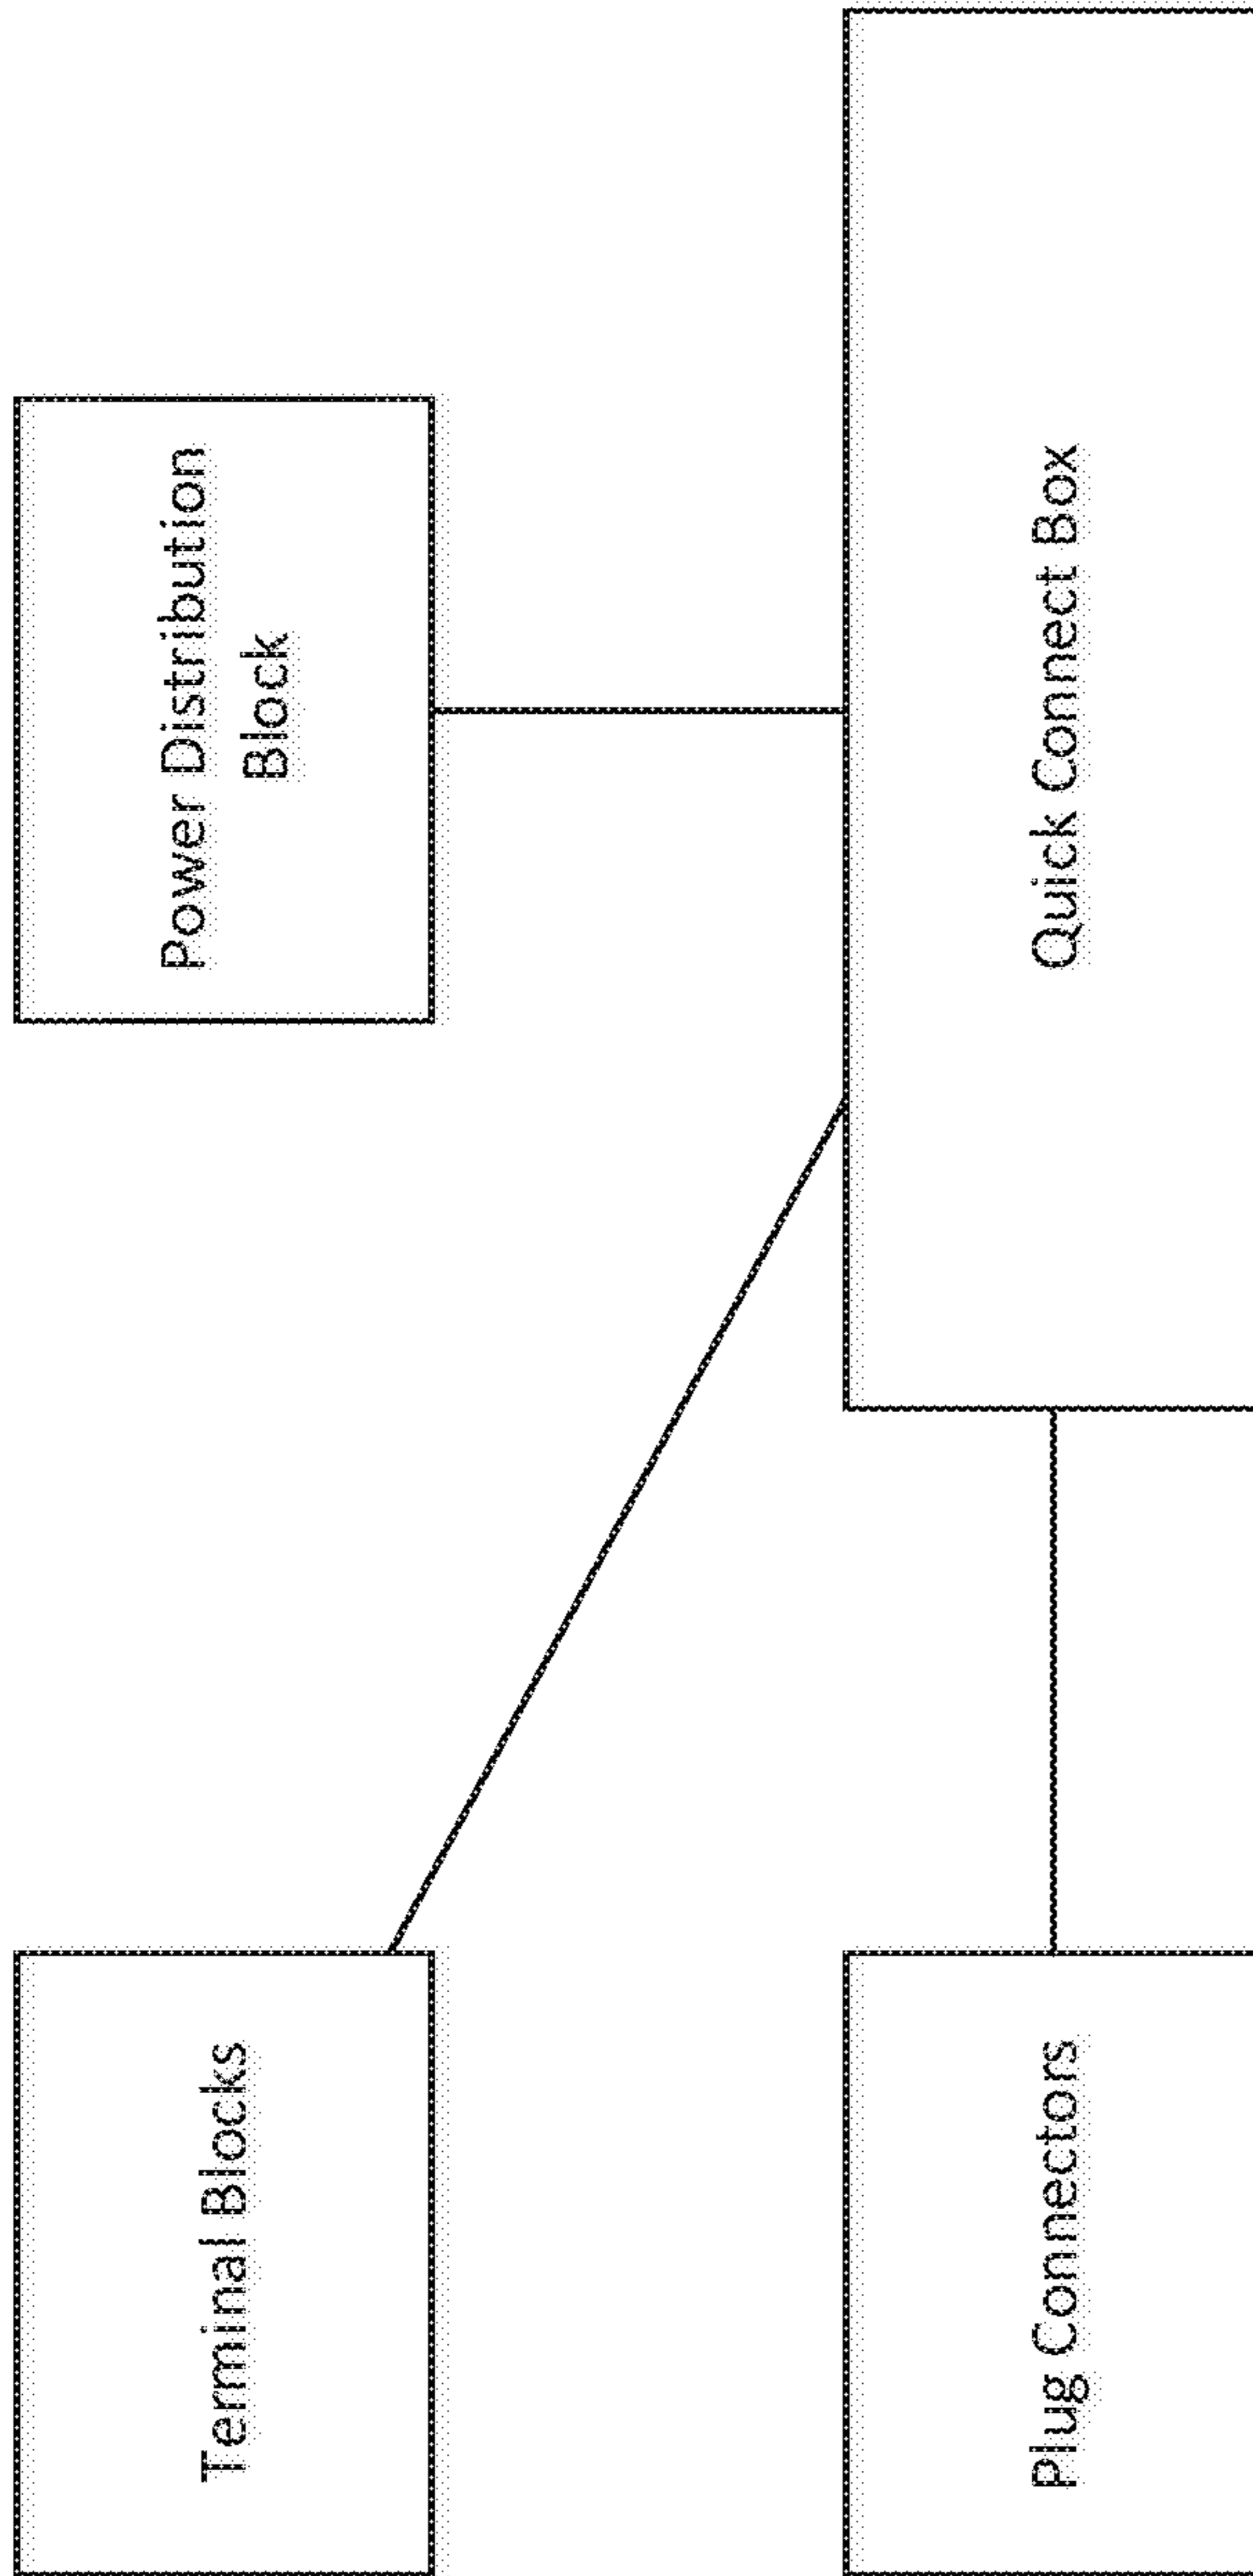 Terminal Blocks
Power Distribution
Block
Plug Connectors
Quick Connect Box